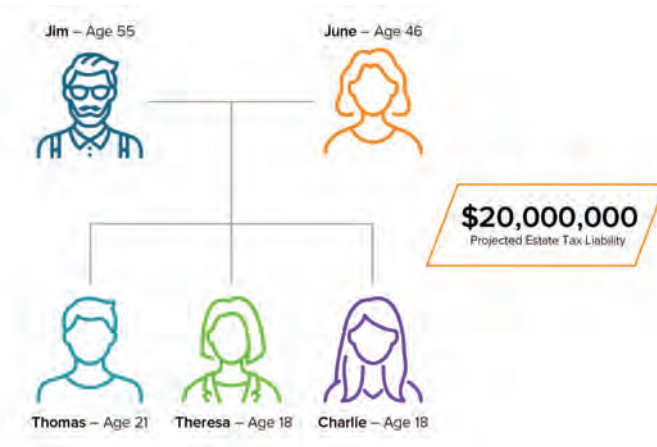 Jim – Age 55
June – Age 46
$20,000,000
Projected Estate Tax Liability
Thomas – Age 21
Theresa – Age 18
Charlie – Age 18